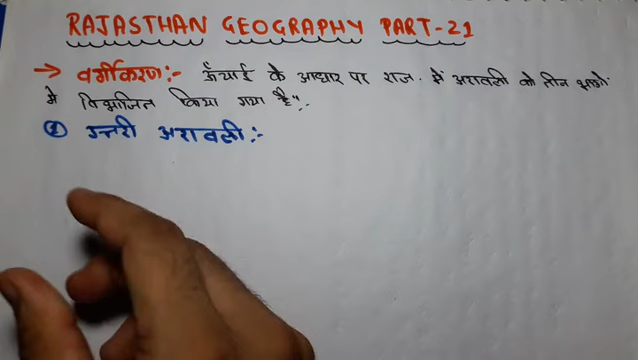 RAJASTHAN GEOGRAPHY PART-21
→ वर्गीकरण:- ऊँचाई के आधार पर राज. में अरावली को तीन भागो
मे विभाजित किया गया है":
① उत्तरी अरावली:-